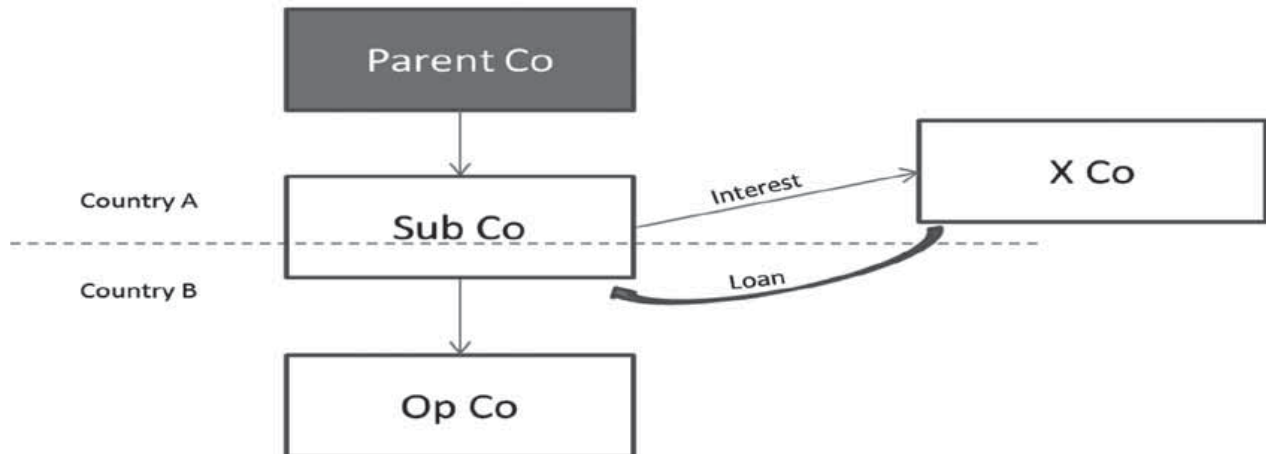 Parent Co
X Co
Interest
Country A
Sub Co
Country B
Loan
Op Co